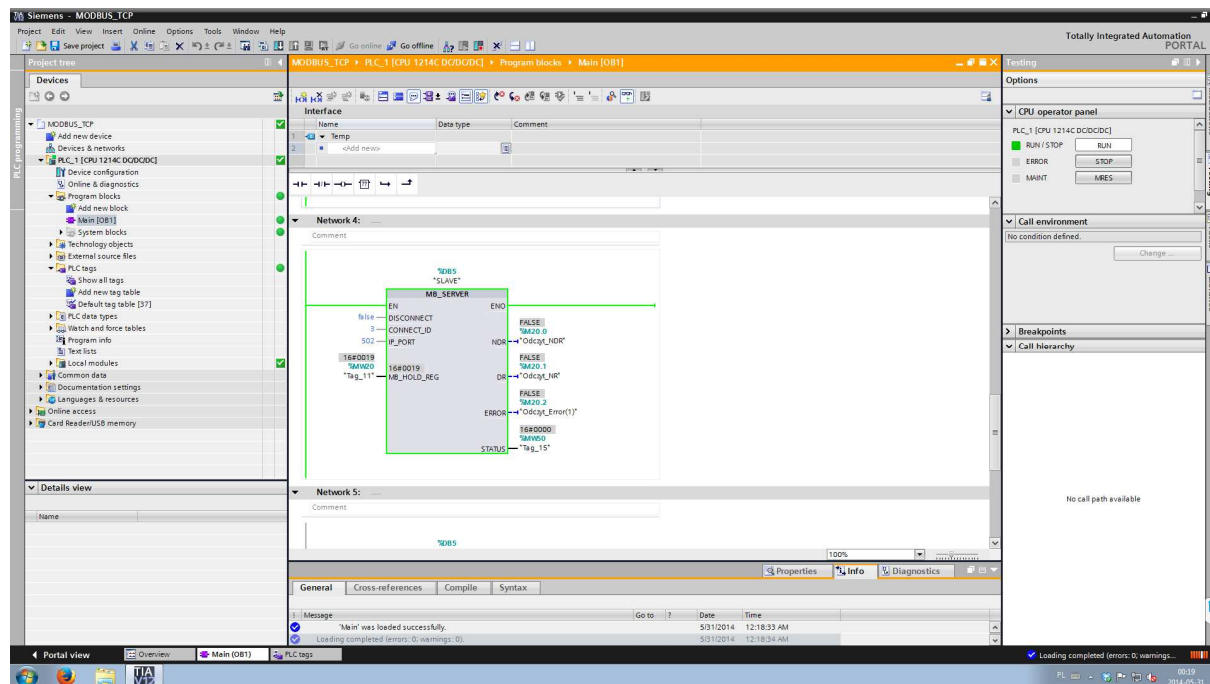 Siemens - MODBUS_TCP
Project Edit View Insert Online Options Tools Window Help
Save project Go online Go offline
Totally Integrated Automation
PORTAL
Project tree
MODBUS_TCP PLC_1 [CPU 1214C DC/DC/DC] Program blocks Main [OB1]
Testing
Devices
Options
PLC programming
MODBUS_TCP
Add new device
Devices & networks
PLC_1 [CPU 1214C DC/DC/DC]
Device configuration
Online & diagnostics
Program blocks
Add new block
Main [OB1]
System blocks
Technology objects
External source files
PLC tags
Show all tags
Add new tag table
Default tag table [37]
PLC data types
Watch and force tables
Program info
Text lists
Local modules
Common data
Documentation settings
Languages & resources
Online access
Card Reader/USB memory
Details view
Name
Interface
Name Data type Comment
1 Temp
2 <Add new>
Network 4:
Comment
%DB5
"SLAVE"
MB_SERVER
EN ENO
false DISCONNECT
3 CONNECT_ID
502 IP_PORT
16#0019
%MW20
"Tag_11"
16#0019
MB_HOLD_REG
FALSE
%M20.0
NDR "Odczyt_NDR"
FALSE
%M20.1
DR "Odczyt_NR"
FALSE
%M20.2
ERROR "Odczyt_Error(1)"
16#0000
%MW50
STATUS "Tag_15"
Network 5:
Comment
%DB5
100%
Properties Info Diagnostics
General Cross-references Compile Syntax
! Message Go to ? Date Time
'Main' was loaded successfully. 5/31/2014 12:18:33 AM
Loading completed (errors: 0; warnings: 0). 5/31/2014 12:18:34 AM
CPU operator panel
PLC_1 [CPU 1214C DC/DC/DC]
RUN / STOP RUN
ERROR STOP
MAINT MRES
Call environment
No condition defined.
Change ...
Breakpoints
Call hierarchy
No call path available
Portal view Overview Main (OB1) PLC tags
Loading completed (errors: 0; warnings...
TIA
V12
PL
00:19
2014-05-31